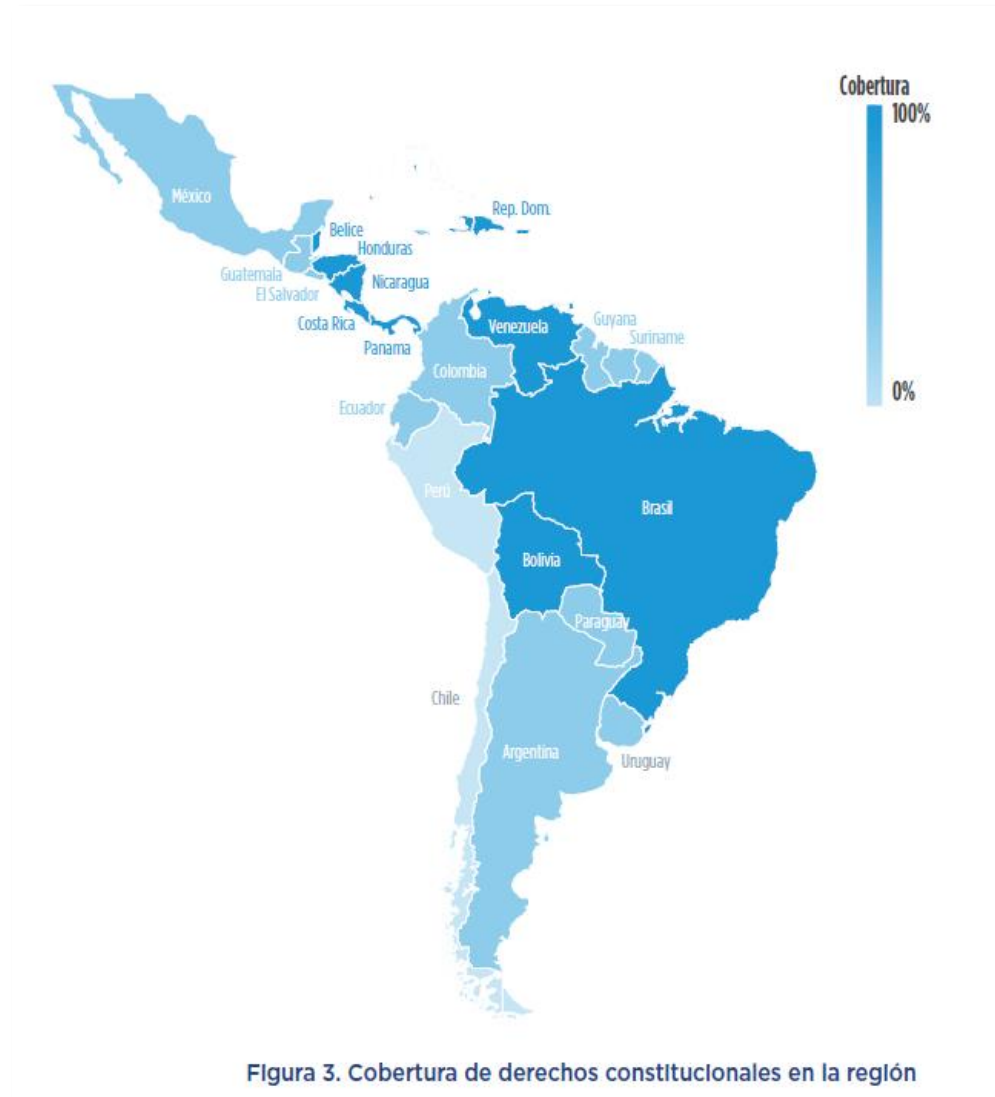 Cobertura
100%
México
Rep. Dom.
Belice
Honduras
Guatemala
Nicaragua
El Salvador
Costa Rica
Venezuela
Guyana
Suriname
Panama
Colombia
0%
Ecuador
Perú
Brasil
Bolivia
Paraguay
Chile
Argentina
Uruguay
Figura 3. Cobertura de derechos constitucionales en la región